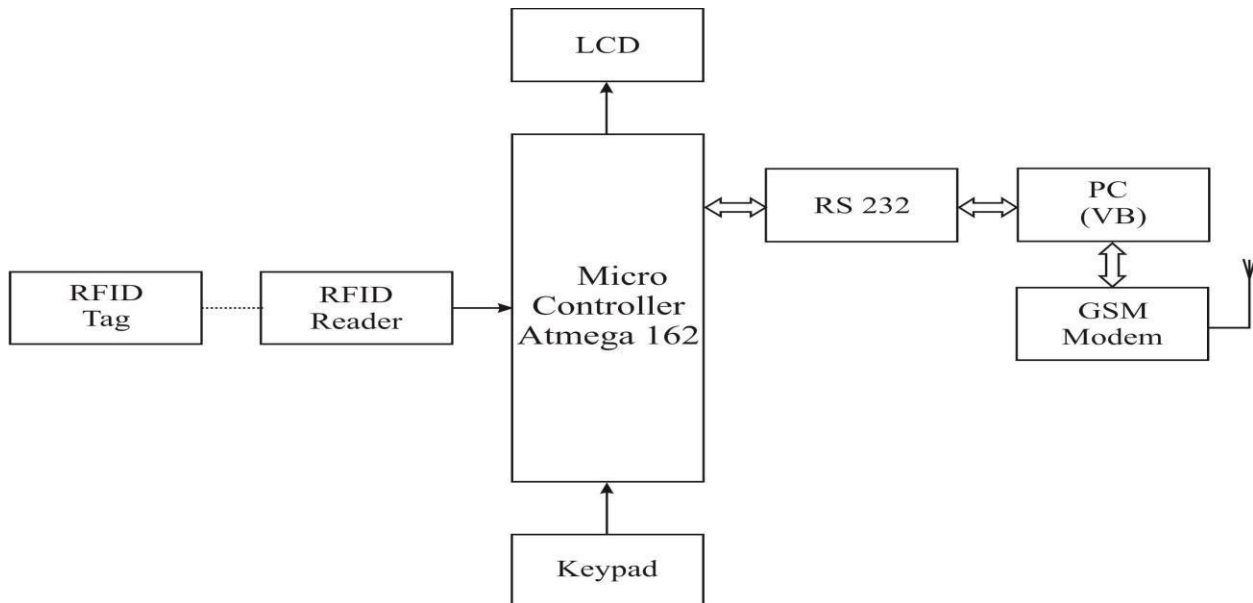 LCD
RS 232
PC
(VB)
RFID
Tag
RFID
Reader
Micro
Controller
Atmega 162
GSM
Modem
Keypad